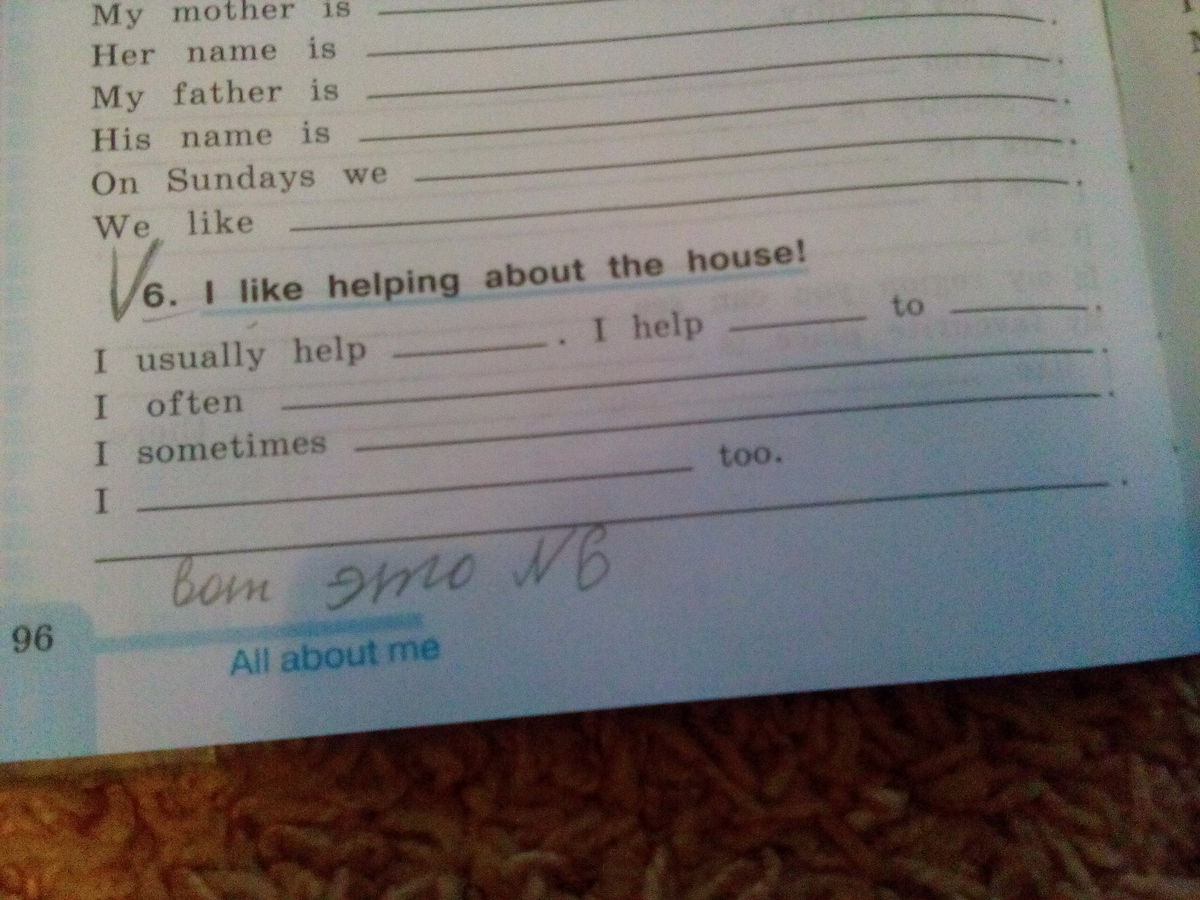 My mother is
Her name is .
My father is .
His name is .
On Sundays we .
We like .
6. I like helping about the house!
I usually help . I help to .
I often .
I sometimes .
I too.
.
вот это №6
96
All about me